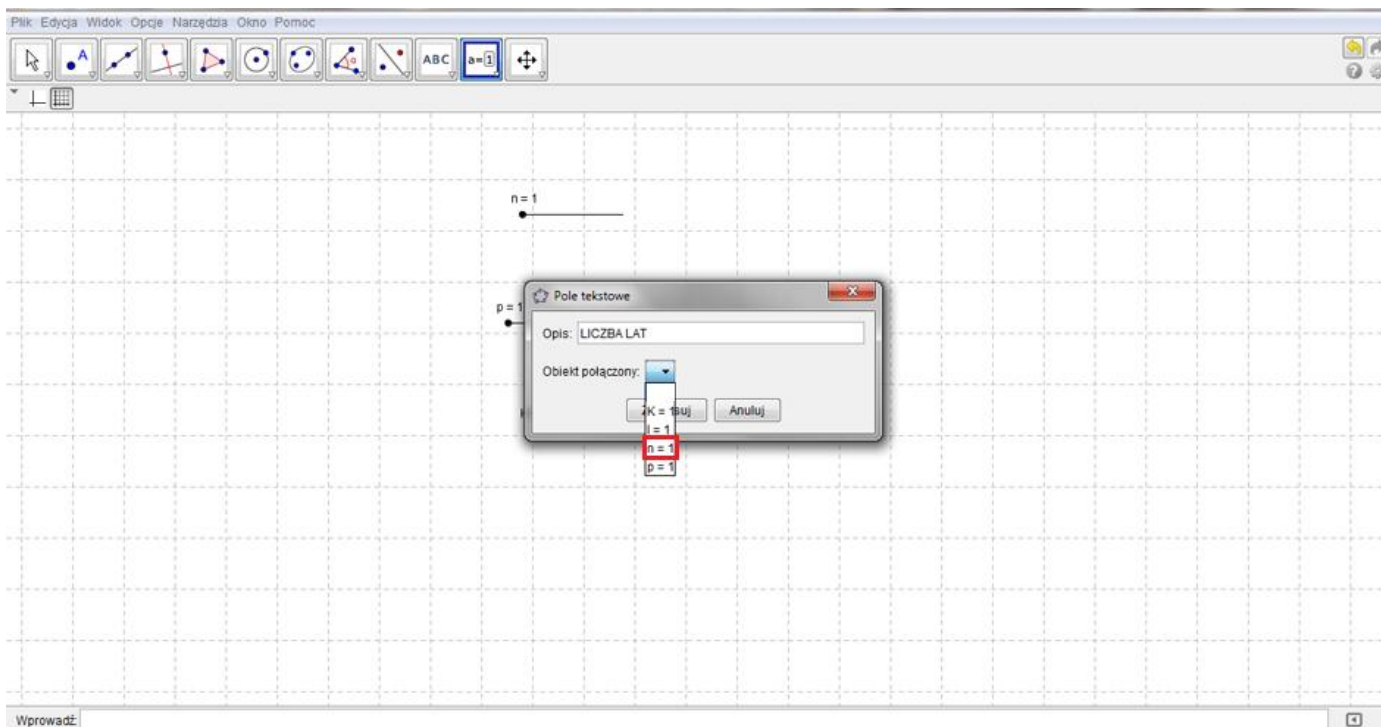 Plik Edycja Widok Opcje Narzędzia Okno Pomoc
A
ABC
a=1
n = 1
p = 1
Pole tekstowe
Opis: LICZBA LAT
Obiekt połączony:
suj Anuluj
K = 1
l = 1
n = 1
p = 1
Wprowadź: